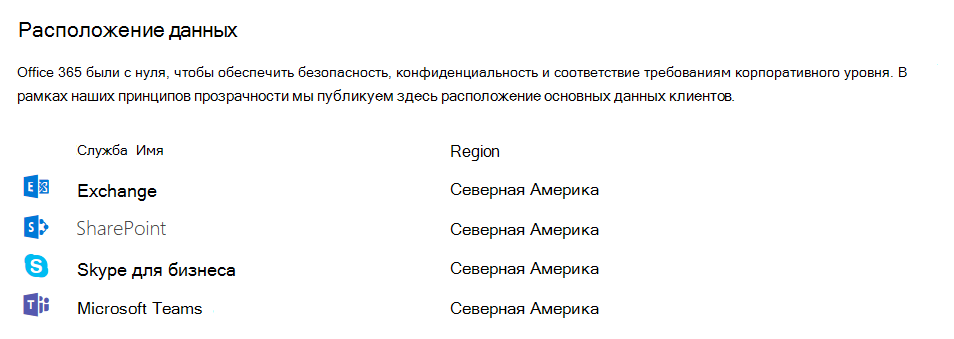 Расположение данных
Office 365 были с нуля, чтобы обеспечить безопасность, конфиденциальность и соответствие требованиям корпоративного уровня. В
рамках наших принципов прозрачности мы публикуем здесь расположение основных данных клиентов.
Служба Имя Region
Exchange Северная Америка
SharePoint Северная Америка
Skype для бизнеса Северная Америка
Microsoft Teams Северная Америка